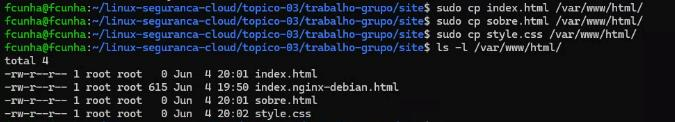 fcunha@fcunha:~/linux-seguranca-cloud/topico-03/trabalho-grupo/site$ sudo cp index.html /var/www/html/
fcunha@fcunha:~/linux-seguranca-cloud/topico-03/trabalho-grupo/site$ sudo cp sobre.html /var/www/html/
fcunha@fcunha:~/linux-seguranca-cloud/topico-03/trabalho-grupo/site$ sudo cp style.css /var/www/html/
fcunha@fcunha:~/linux-seguranca-cloud/topico-03/trabalho-grupo/site$ ls -l /var/www/html/
total 4
-rw-r--r-- 1 root root   0 Jun  4 20:01 index.html
-rw-r--r-- 1 root root 615 Jun  4 19:50 index.nginx-debian.html
-rw-r--r-- 1 root root   0 Jun  4 20:01 sobre.html
-rw-r--r-- 1 root root   0 Jun  4 20:02 style.css